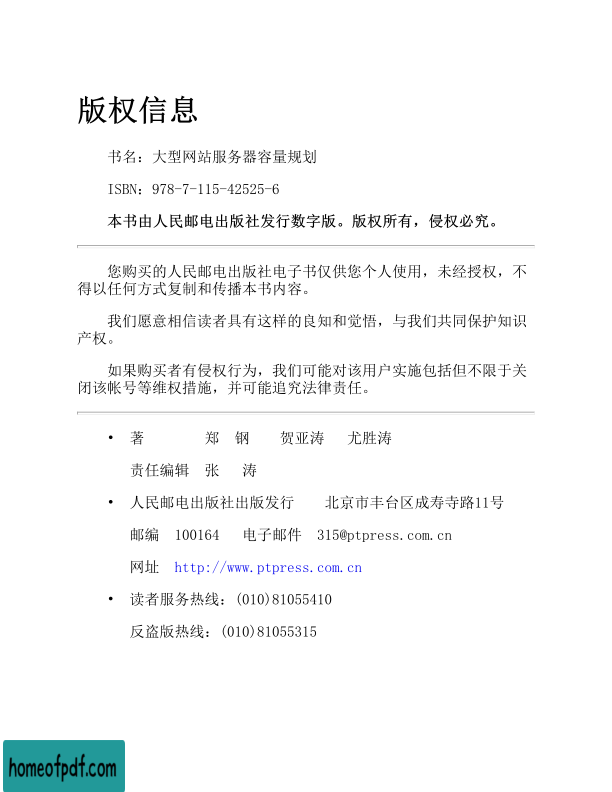 版权信息
书名：大型网站服务器容量规划
ISBN：978-7-115-42525-6
本书由人民邮电出版社发行数字版。版权所有，侵权必究。
您购买的人民邮电出版社电子书仅供您个人使用，未经授权，不
得以任何方式复制和传播本书内容。
我们愿意相信读者具有这样的良知和觉悟，与我们共同保护知识
产权。
如果购买者有侵权行为，我们可能对该用户实施包括但不限于关
闭该帐号等维权措施，并可能追究法律责任。
• 著 郑 钢 贺亚涛 尤胜涛
责任编辑 张 涛
• 人民邮电出版社出版发行 北京市丰台区成寿寺路11号
邮编 100164 电子邮件 315@ptpress.com.cn
网址 http://www.ptpress.com.cn
• 读者服务热线：(010)81055410
反盗版热线：(010)81055315
homeofpdf.com